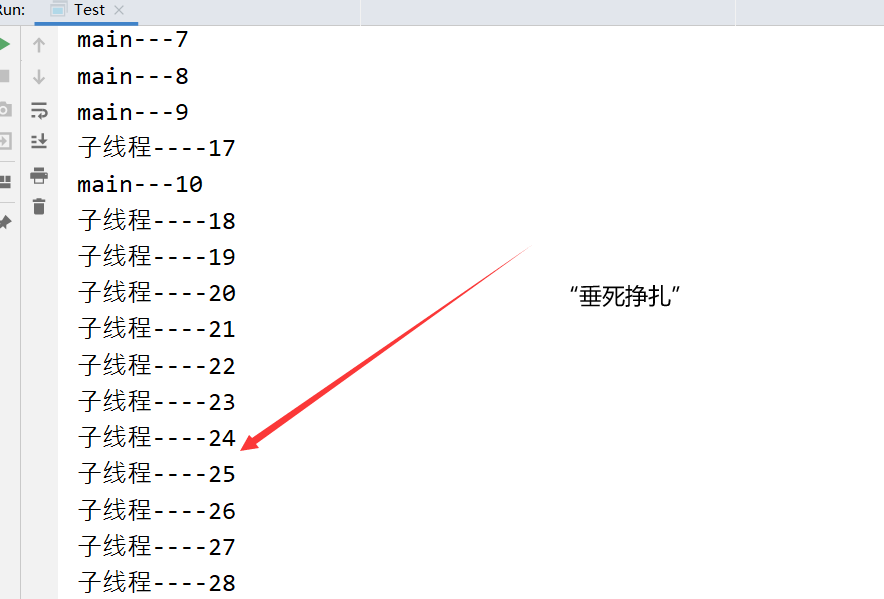 Run:
Test
main---7
main---8
main---9
子线程----17
main---10
子线程----18
子线程----19
子线程----20
子线程----21
子线程----22
子线程----23
子线程----24
子线程----25
子线程----26
子线程----27
子线程----28
“垂死挣扎”